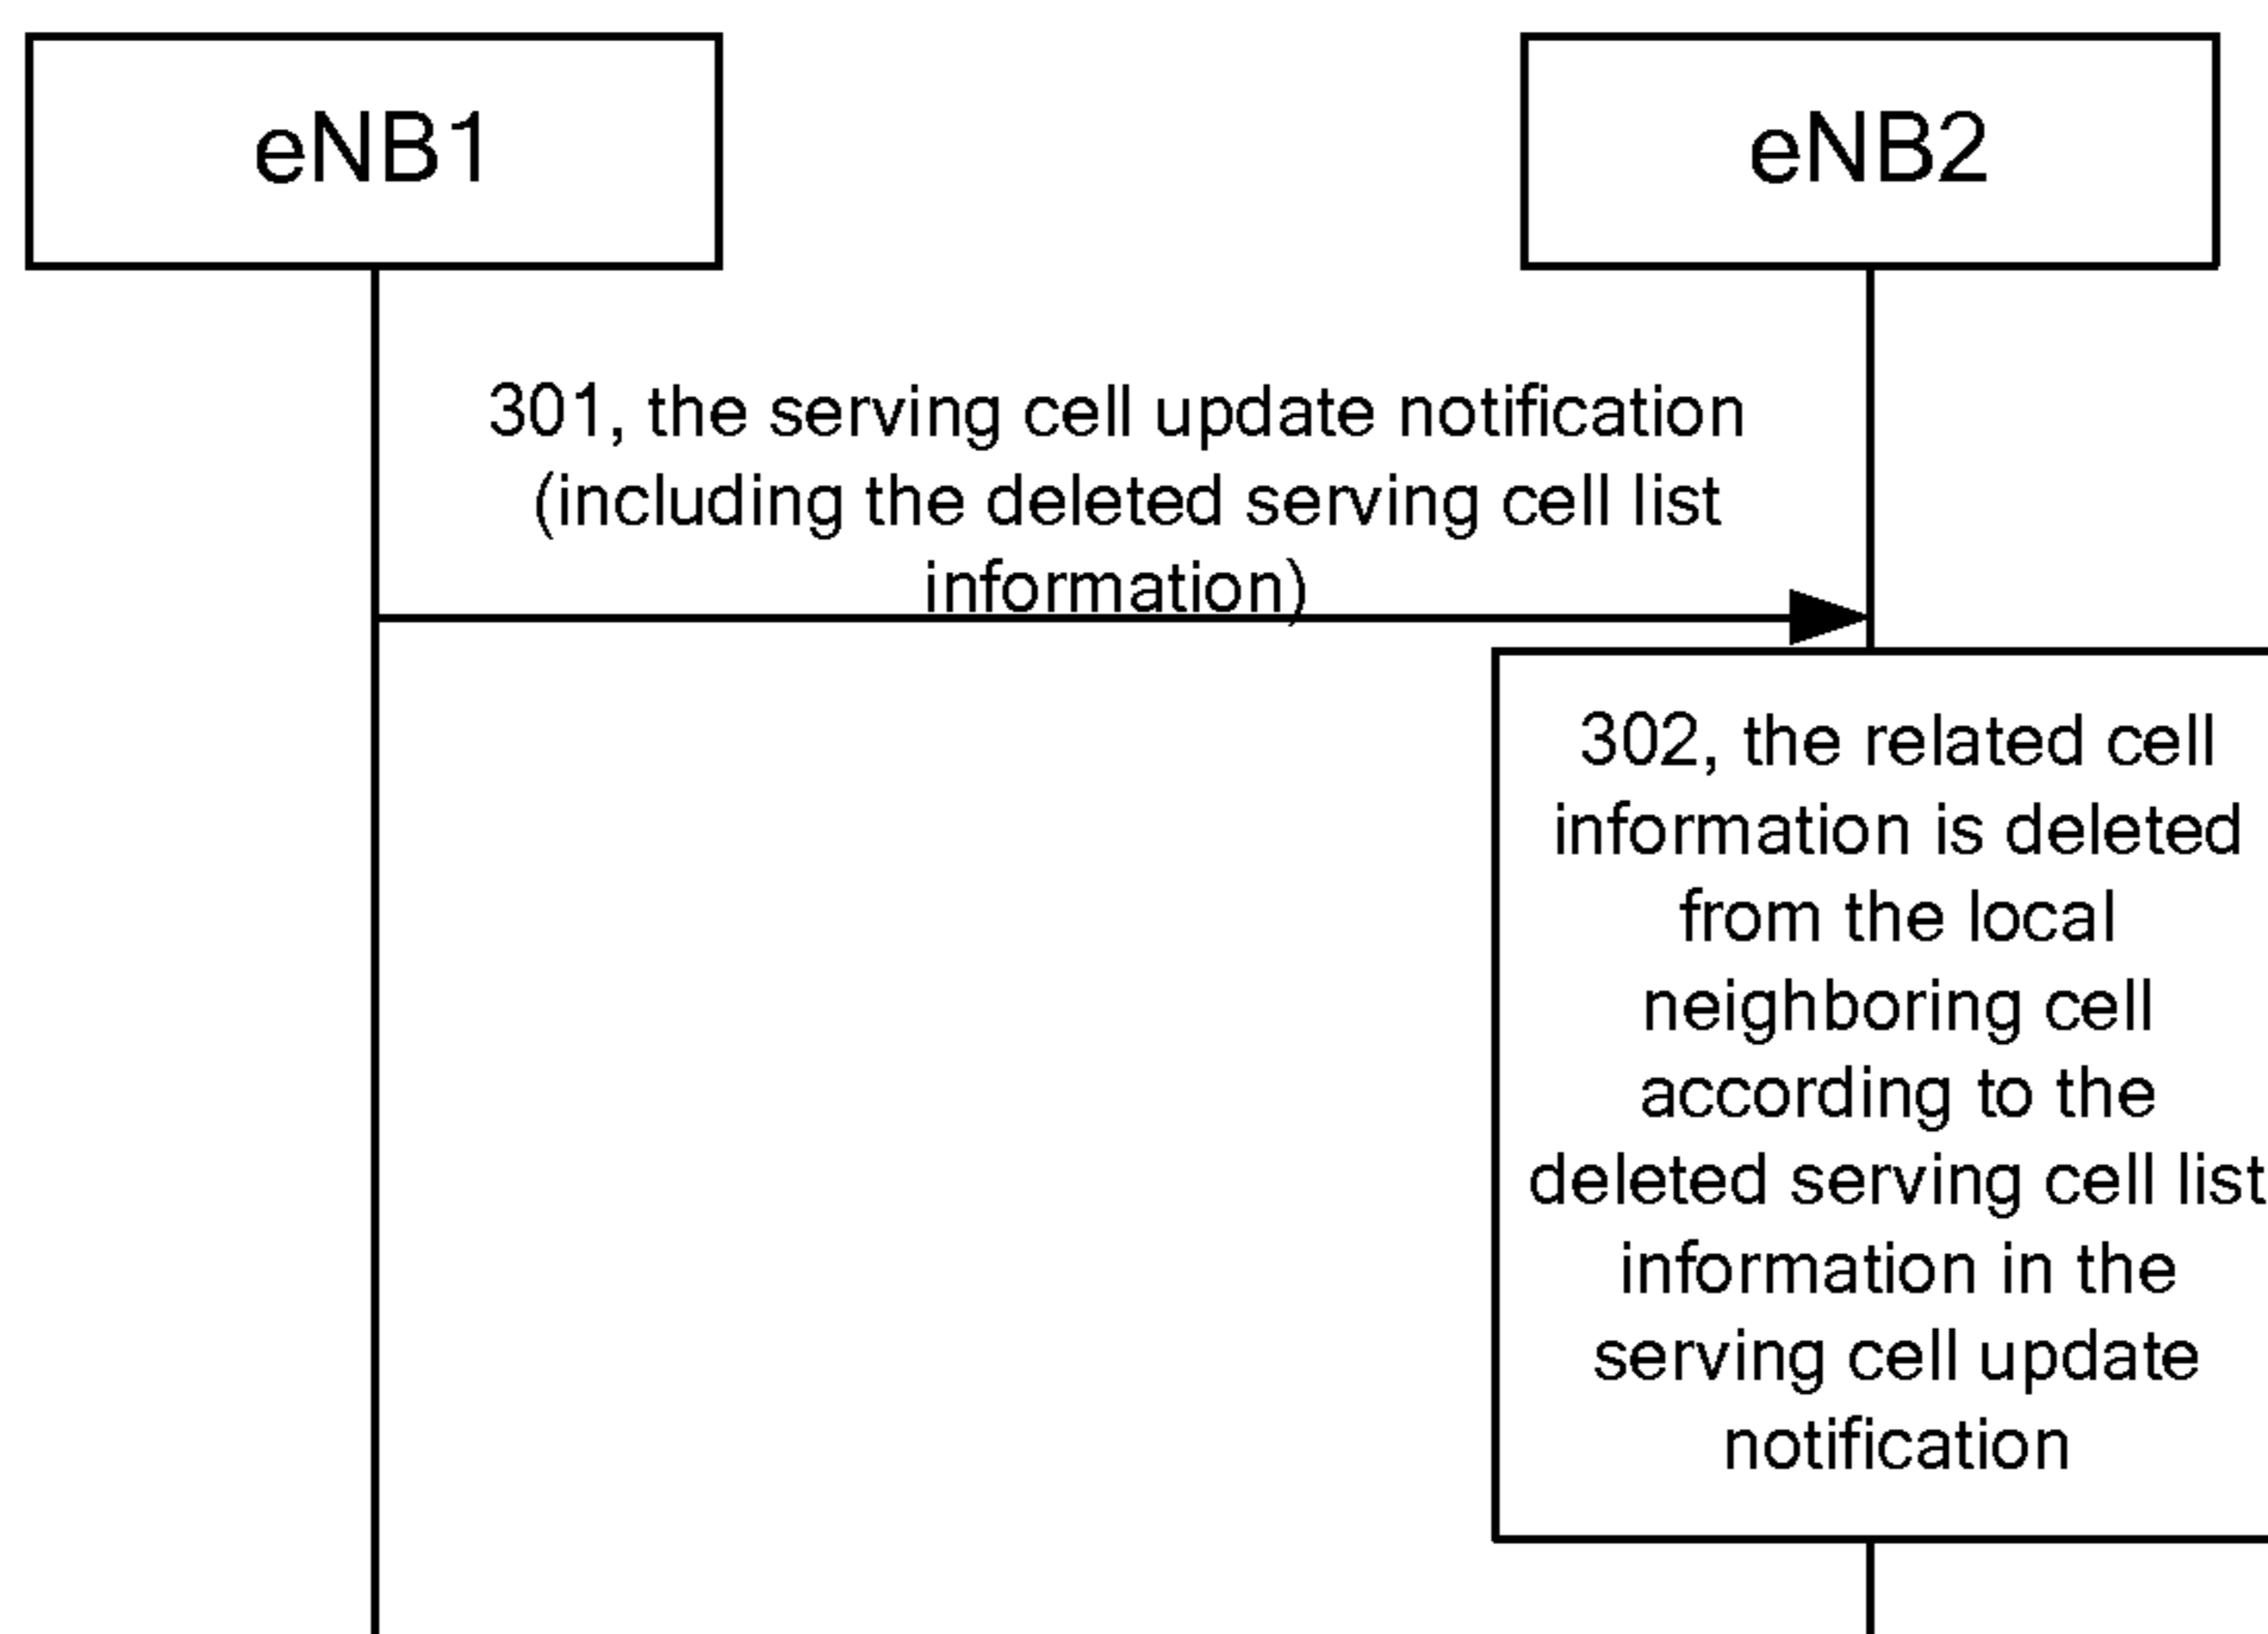 eNB1
eNB2
301, the serving cell update notification
(including the deleted serving cell list
information)
302, the related cell
information is deleted
from the local
neighboring cell
according to the
deleted serving cell list
information in the
serving cell update
notification